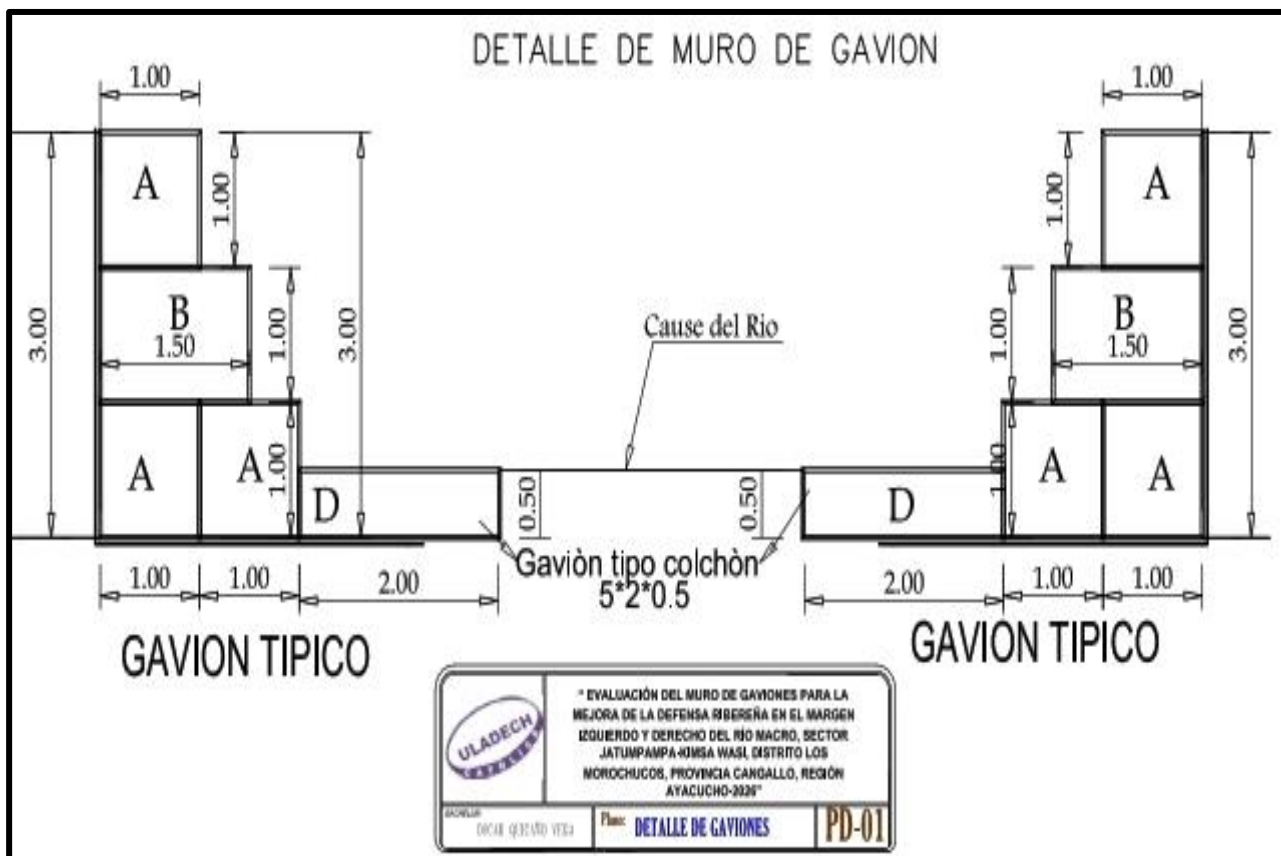 DETALLE DE MURO DE GAVION
1.00
1.00
A
1.00
A
1.00
3.00
B
1.50
1.00
3.00
Cause del Rio
1.00
B
1.50
3.00
A
A
1.00
D
0.50
0.50
D
1.00
A
A
Gaviòn tipo colchòn
5*2*0.5
1.00
1.00
2.00
2.00
1.00
1.00
GAVION TIPICO
GAVION TIPICO
ULADECH
CATOLICA
" EVALUACIÓN DEL MURO DE GAVIONES PARA LA
MEJORA DE LA DEFENSA RIBEREÑA EN EL MARGEN
IZQUIERDO Y DERECHO DEL RÍO MACRO, SECTOR
JATUMPAMPA-KIMSA WASI, DISTRITO LOS
MOROCHUCOS, PROVINCIA CANGALLO, REGIÓN
AYACUCHO-2026"
Plano: DETALLE DE GAVIONES
PD-01